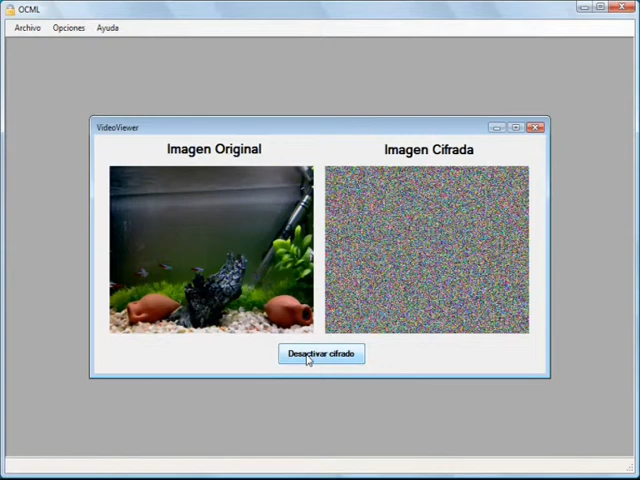 OCML
Archivo Opciones Ayuda
VideoViewer
Imagen Original Imagen Cifrada
Desactivar cifrado